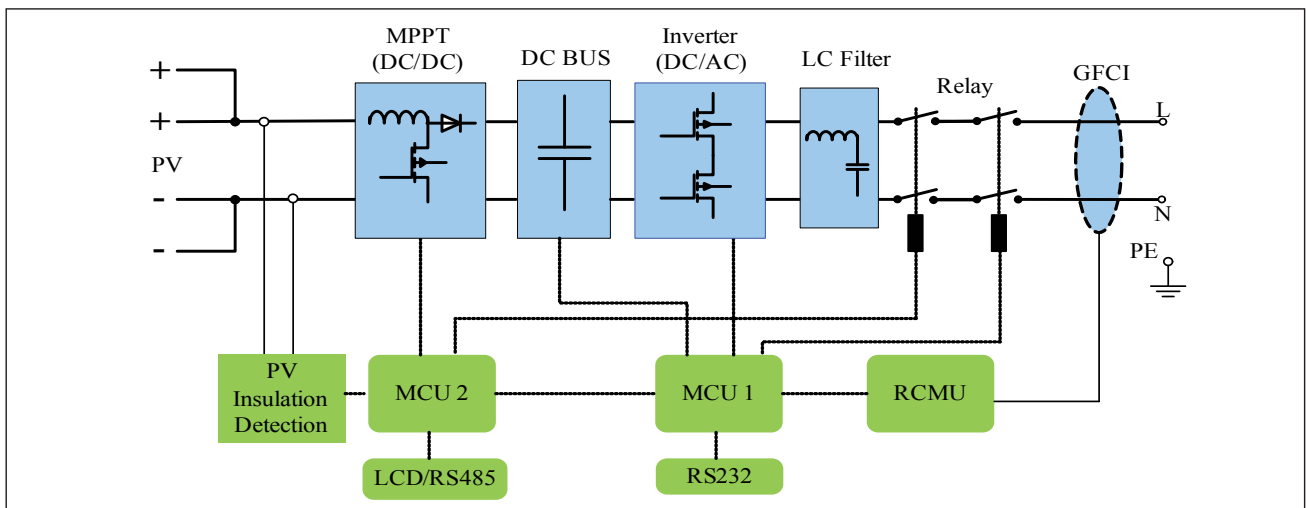 MPPT
(DC/DC)
DC BUS
Inverter
(DC/AC)
LC Filter
Relay
GFCI
+
+
PV
-
-
L
N
PE
PV
Insulation
Detection
MCU 2
MCU 1
RCMU
LCD/RS485
RS232